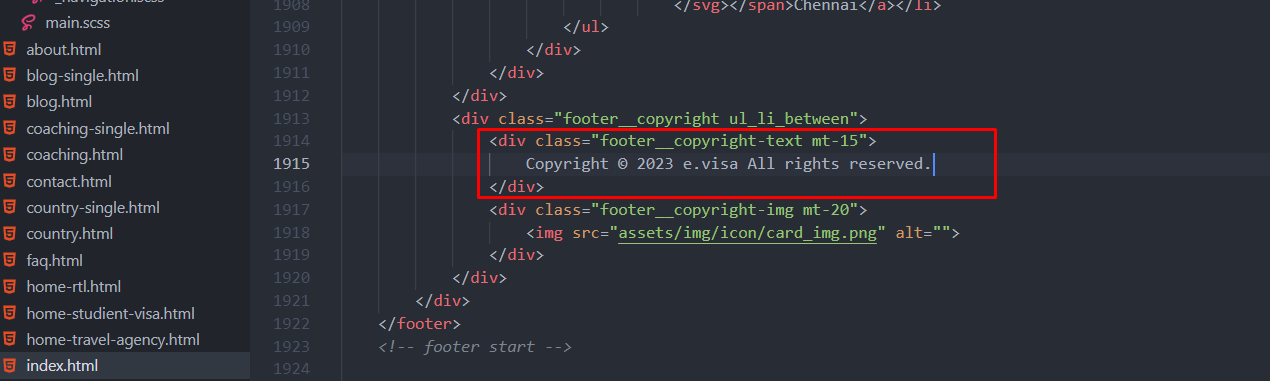 _navigation.scss
main.scss
about.html
blog-single.html
blog.html
coaching-single.html
coaching.html
contact.html
country-single.html
country.html
faq.html
home-rtl.html
home-studient-visa.html
home-travel-agency.html
index.html
1908 </svg></span>Chennai</a></li>
1909 </ul>
1910 </div>
1911 </div>
1912 </div>
1913 <div class="footer__copyright ul_li_between">
1914 <div class="footer__copyright-text mt-15">
1915 Copyright © 2023 e.visa All rights reserved.
1916 </div>
1917 <div class="footer__copyright-img mt-20">
1918 <img src="assets/img/icon/card_img.png" alt="">
1919 </div>
1920 </div>
1921 </div>
1922 </footer>
1923 <!-- footer start -->
1924